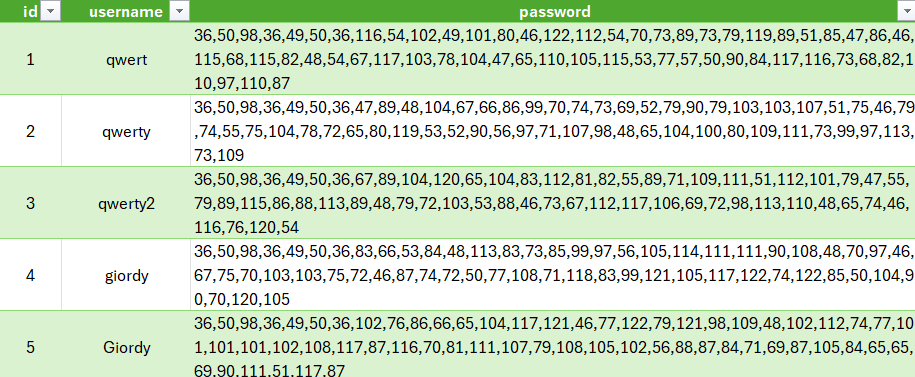 id username password
36,50,98,36,49,50,36,116,54,102,49,101,80,46,122,112,54,70,73,89,73,79,119,89,51,85,47,86,46,
1 qwert 115,68,115,82,48,54,67,117,103,78,104,47,65,110,105,115,53,77,57,50,90,84,117,116,73,68,82,1
10,97,110,87
36,50,98,36,49,50,36,47,89,48,104,67,66,86,99,70,74,73,69,52,79,90,79,103,103,107,51,75,46,79
2 qwerty ,74,55,75,104,78,72,65,80,119,53,52,90,56,97,71,107,98,48,65,104,100,80,109,111,73,99,97,113,
73,109
36,50,98,36,49,50,36,67,89,104,120,65,104,83,112,81,82,55,89,71,109,111,51,112,101,79,47,55,
3 qwerty2 79,89,115,86,88,113,89,48,79,72,103,53,88,46,73,67,112,117,106,69,72,98,113,110,48,65,74,46,
116,76,120,54
36,50,98,36,49,50,36,83,66,53,84,48,113,83,73,85,99,97,56,105,114,111,111,90,108,48,70,97,46,
4 giordy 67,75,70,103,103,75,72,46,87,74,72,50,77,108,71,118,83,99,121,105,117,122,74,122,85,50,104,9
0,70,120,105
36,50,98,36,49,50,36,102,76,86,66,65,104,117,121,46,77,122,79,121,98,109,48,102,112,74,77,10
5 Giordy 1,101,101,102,108,117,87,116,70,81,111,107,79,108,105,102,56,88,87,84,71,69,87,105,84,65,65,
69,90,111,51,117,87